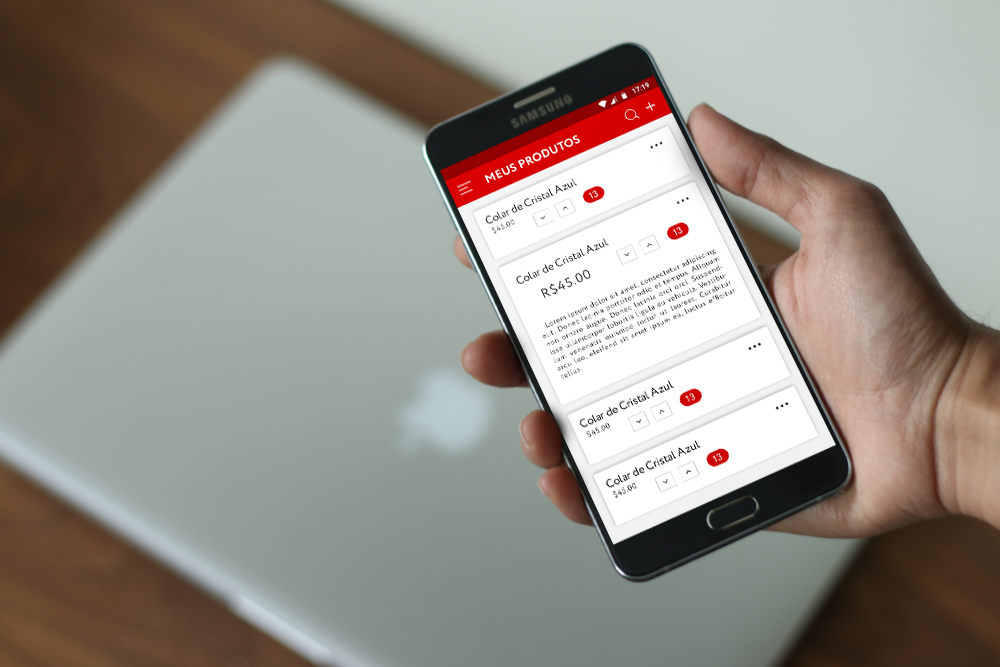 SAMSUNG
17:19
MEUS PRODUTOS
Colar de Cristal Azul
$45.00
13
Colar de Cristal Azul
13
R$45.00
Lorem ipsum dolor sit amet, consectetur adipiscing
elit. Donec lacinia porttitor odio et tempus. Aliquam
non ornare augue. Donec lacinia orci orci. Suspend-
isse ullamcorper lobortis ligula eu vehicula. Vestibu-
lum venenatis euismod tortor ut laoreet. Curabitur
arcu leo, eleifend sit amet ipsum eu, luctus efficitur
tellus.
Colar de Cristal Azul
$45.00
13
Colar de Cristal Azul
$45.00
13